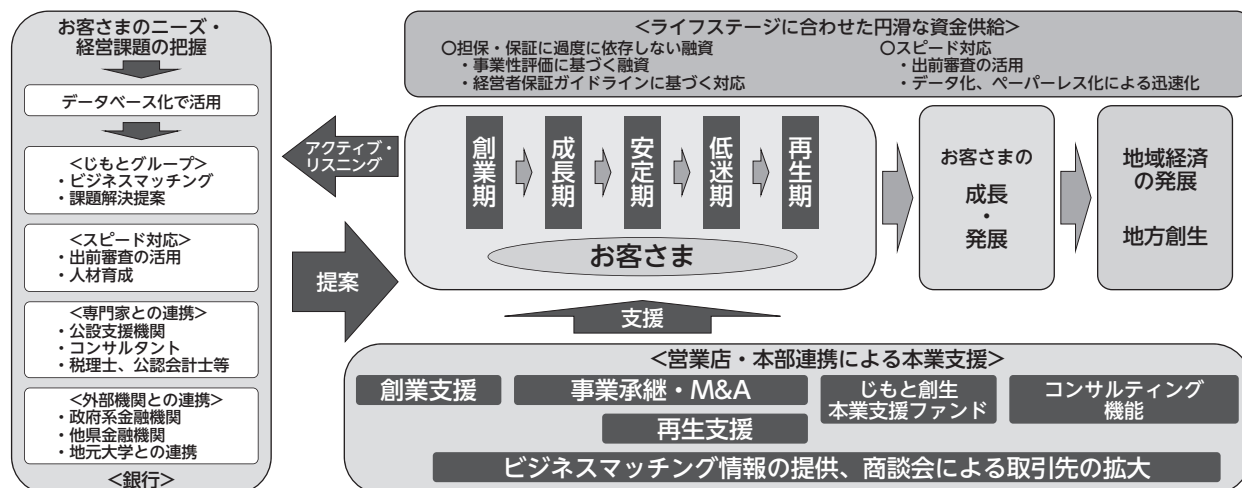 お客さまのニーズ・
経営課題の把握
データベース化で活用
<じもとグループ>
・ビジネスマッチング
・課題解決提案
<スピード対応>
・出前審査の活用
・人材育成
<専門家との連携>
・公設支援機関
・コンサルタント
・税理士、公認会計士等
<外部機関との連携>
・政府系金融機関
・他県金融機関
・地元大学との連携
<銀行>
アクティブ・
リスニング
提案
<ライフステージに合わせた円滑な資金供給>
○担保・保証に過度に依存しない融資
・事業性評価に基づく融資
・経営者保証ガイドラインに基づく対応
○スピード対応
・出前審査の活用
・データ化、ペーパーレス化による迅速化
創業期
成長期
安定期
低迷期
再生期
お客さま
お客さまの
成長
・
発展
地域経済
の発展
地方創生
支援
<営業店・本部連携による本業支援>
創業支援
事業承継・M&A
再生支援
じもと創生
本業支援ファンド
コンサルティング
機能
ビジネスマッチング情報の提供、商談会による取引先の拡大